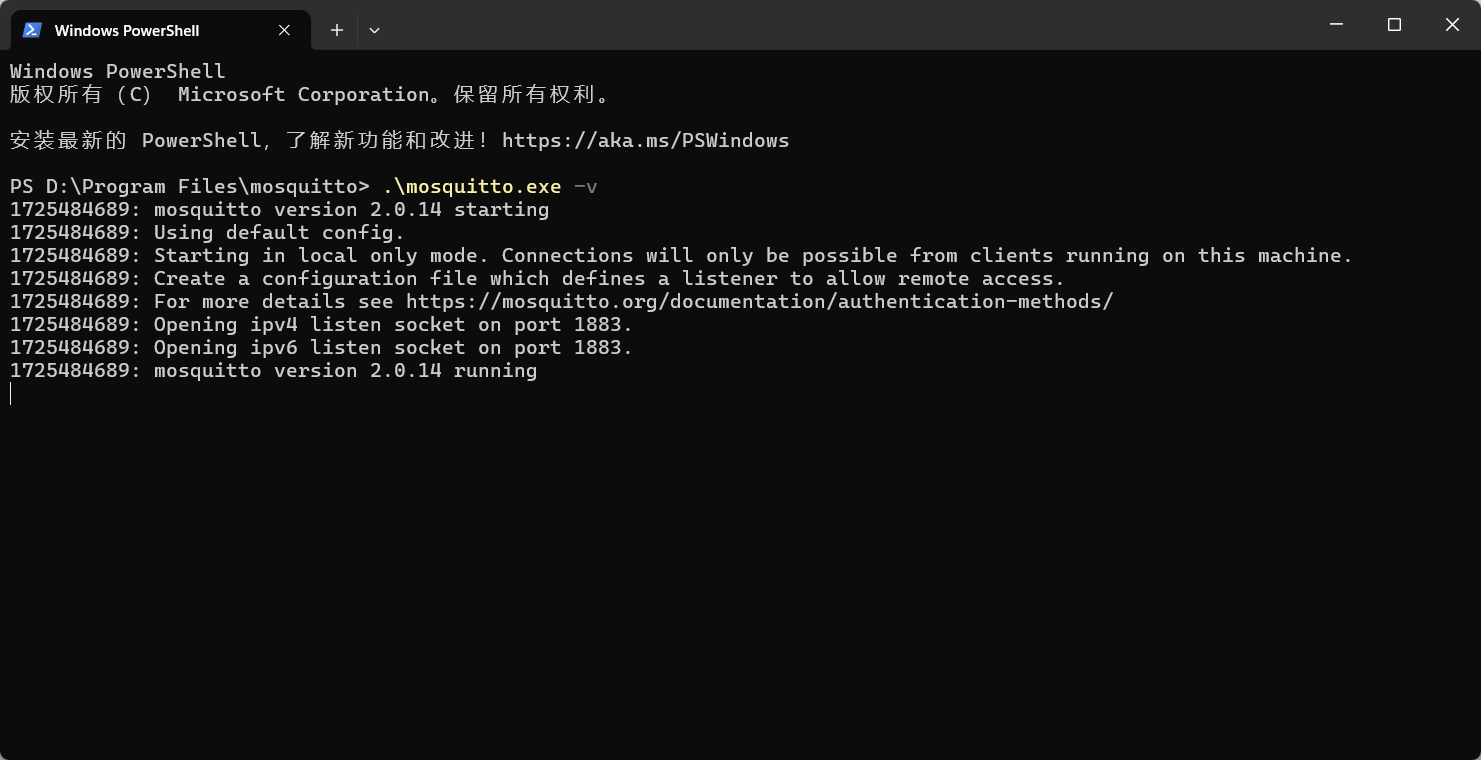 Windows PowerShell
Windows PowerShell
版权所有（C） Microsoft Corporation。保留所有权利。
安装最新的 PowerShell，了解新功能和改进！https://aka.ms/PSWindows
PS D:\Program Files\mosquitto> .\mosquitto.exe -v
1725484689: mosquitto version 2.0.14 starting
1725484689: Using default config.
1725484689: Starting in local only mode. Connections will only be possible from clients running on this machine.
1725484689: Create a configuration file which defines a listener to allow remote access.
1725484689: For more details see https://mosquitto.org/documentation/authentication-methods/
1725484689: Opening ipv4 listen socket on port 1883.
1725484689: Opening ipv6 listen socket on port 1883.
1725484689: mosquitto version 2.0.14 running